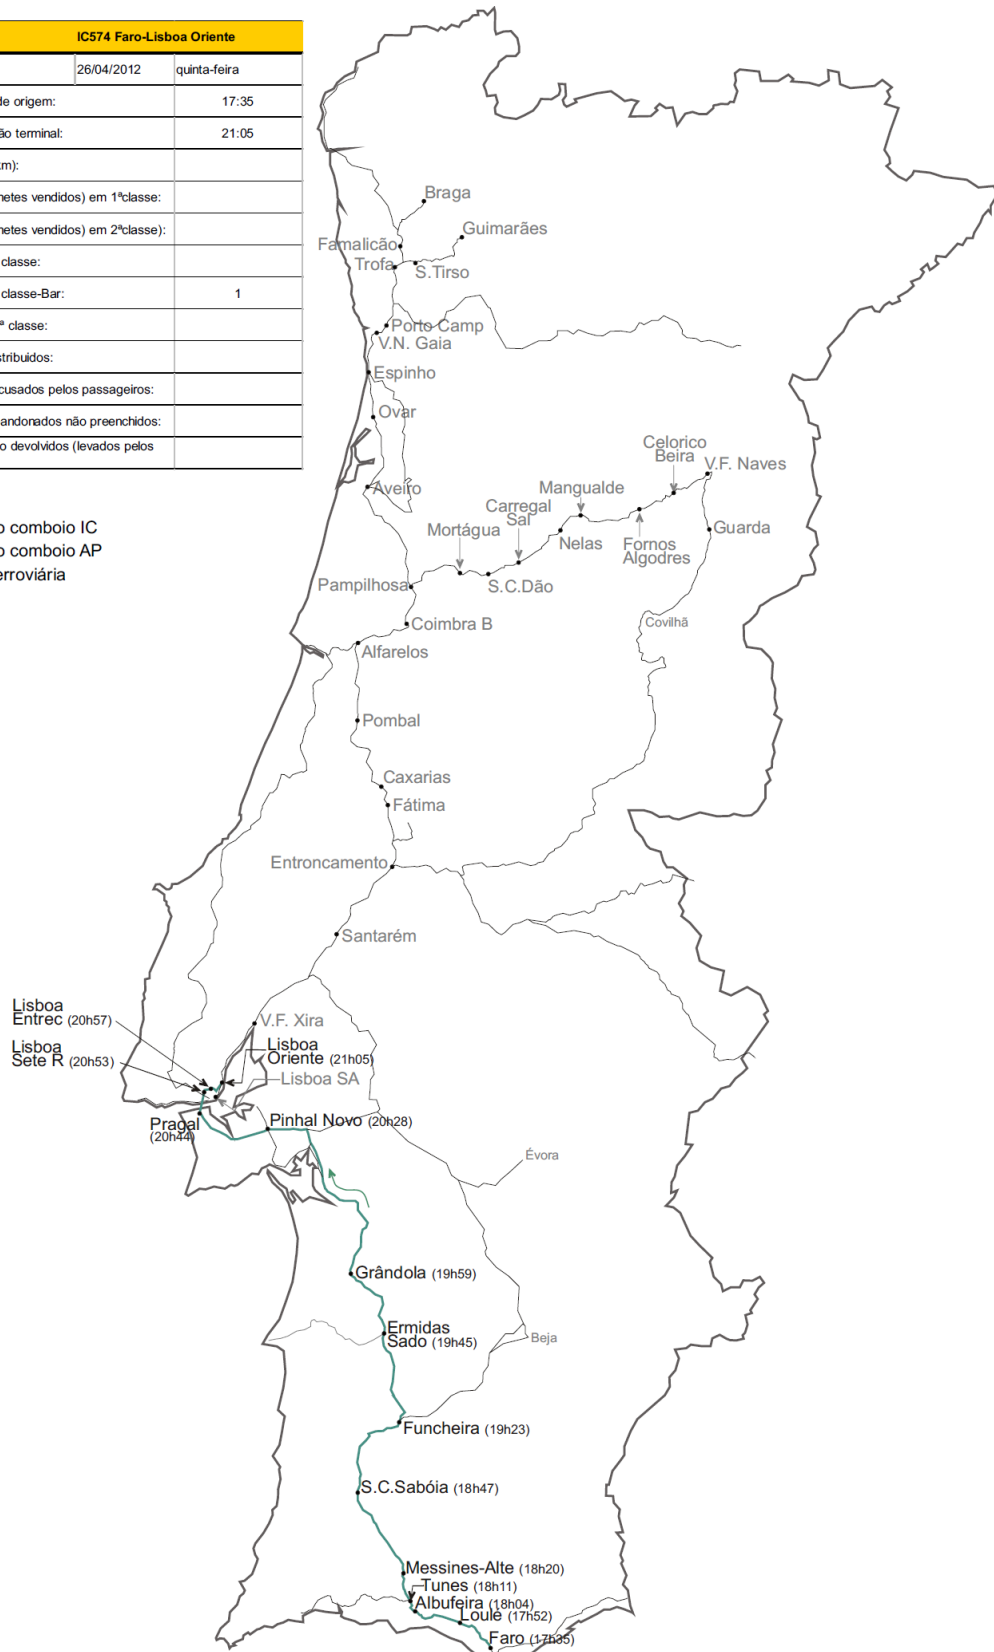 IC574 Faro-Lisboa Oriente
26/04/2012 quinta-feira
de origem: 17:35
ão terminal: 21:05
km):
netes vendidos) em 1ªclasse:
netes vendidos) em 2ªclasse):
classe:
classe-Bar: 1
ª classe:
stribuidos:
cusados pelos passageiros:
andonados não preenchidos:
o devolvidos (levados pelos
o comboio IC
o comboio AP
erroviária
Braga
Guimarães
Famalicão
Trofa
S.Tirso
Porto Camp
V.N. Gaia
Espinho
Ovar
Celorico
Beira
V.F. Naves
Aveiro
Mangualde
Carregal
Sal
Mortágua
Nelas
Fornos
Algodres
Guarda
Pampilhosa
S.C.Dão
Coimbra B
Covilhã
Alfarelos
Pombal
Caxarias
Fátima
Entroncamento
Santarém
Lisboa
Entrec (20h57)
V.F. Xira
Lisboa
Sete R (20h53)
Lisboa
Oriente (21h05)
Lisboa SA
Pragal
(20h44)
Pinhal Novo (20h28)
Évora
Grândola (19h59)
Ermidas
Sado (19h45)
Beja
Funcheira (19h23)
S.C.Sabóia (18h47)
Messines-Alte (18h20)
Tunes (18h11)
Albufeira (18h04)
Loulé (17h52)
Faro (17h35)